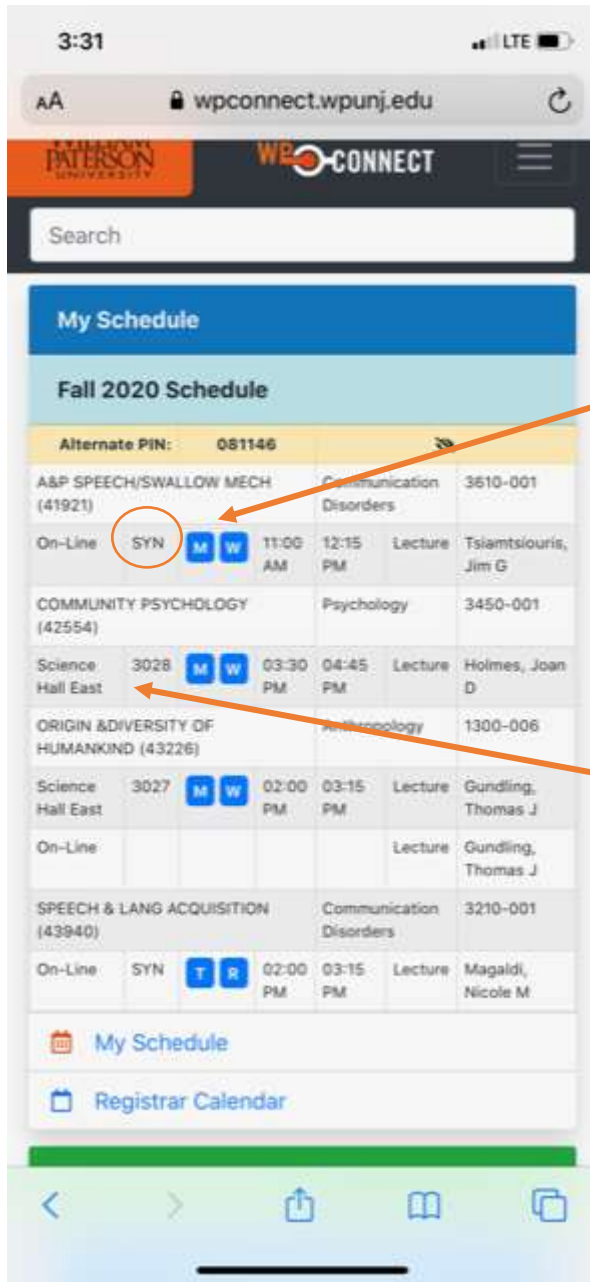 3:31 LTE
AA wpconnect.wpunj.edu
WILLIAM
PATERSON
UNIVERSITY
WP CONNECT
Search
My Schedule
Fall 2020 Schedule
Alternate PIN: 081146
A&P SPEECH/SWALLOW MECH Communication 3610-001
(41921) Disorders
On-Line SYN M W 11:00 12:15 Lecture Tsiamtsiouris,
AM PM Jim G
COMMUNITY PSYCHOLOGY Psychology 3450-001
(42554)
Science 3028 M W 03:30 04:45 Lecture Holmes, Joan
Hall East PM PM D
ORIGIN &DIVERSITY OF Anthropology 1300-006
HUMANKIND (43226)
Science 3027 M W 02:00 03:15 Lecture Gundling,
Hall East PM PM Thomas J
On-Line Lecture Gundling,
Thomas J
SPEECH & LANG ACQUISITION Communication 3210-001
(43940) Disorders
On-Line SYN T R 02:00 03:15 Lecture Magaldi,
PM PM Nicole M
My Schedule
Registrar Calendar